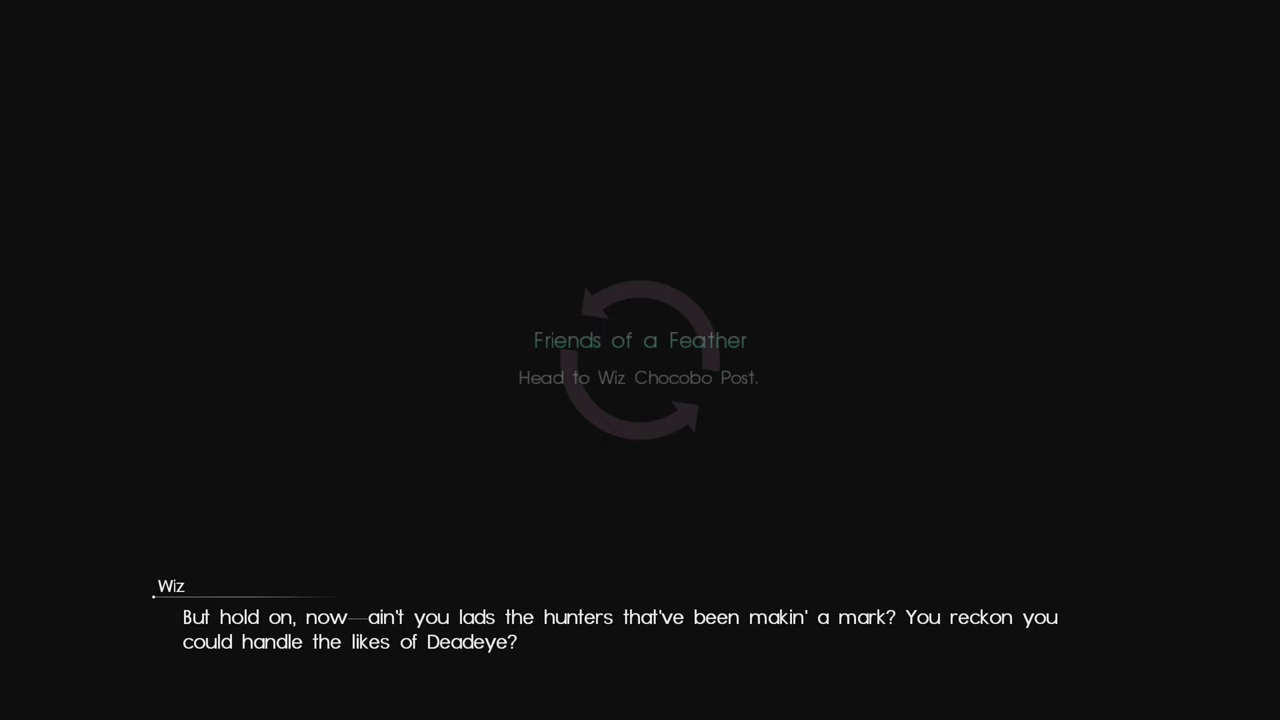 Friends of a Feather
Head to Wiz Chocobo Post.
Wiz
But hold on, now—ain't you lads the hunters that've been makin' a mark? You reckon you
could handle the likes of Deadeye?